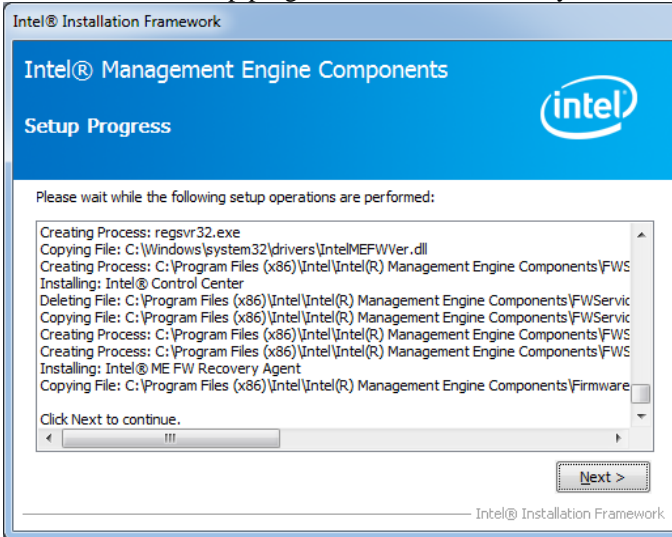 Intel® Installation Framework
Intel® Management Engine Components
intel
Setup Progress
Please wait while the following setup operations are performed:
Creating Process: regsvr32.exe
Copying File: C:\Windows\system32\drivers\IntelMEFWVer.dll
Creating Process: C:\Program Files (x86)\Intel\Intel(R) Management Engine Components\FWS
Installing: Intel® Control Center
Deleting File: C:\Program Files (x86)\Intel\Intel(R) Management Engine Components\FWServic
Copying File: C:\Program Files (x86)\Intel\Intel(R) Management Engine Components\FWServic
Creating Process: C:\Program Files (x86)\Intel\Intel(R) Management Engine Components\FWS
Creating Process: C:\Program Files (x86)\Intel\Intel(R) Management Engine Components\FWS
Installing: Intel® ME FW Recovery Agent
Copying File: C:\Program Files (x86)\Intel\Intel(R) Management Engine Components\Firmware
Click Next to continue.
Next >
Intel® Installation Framework